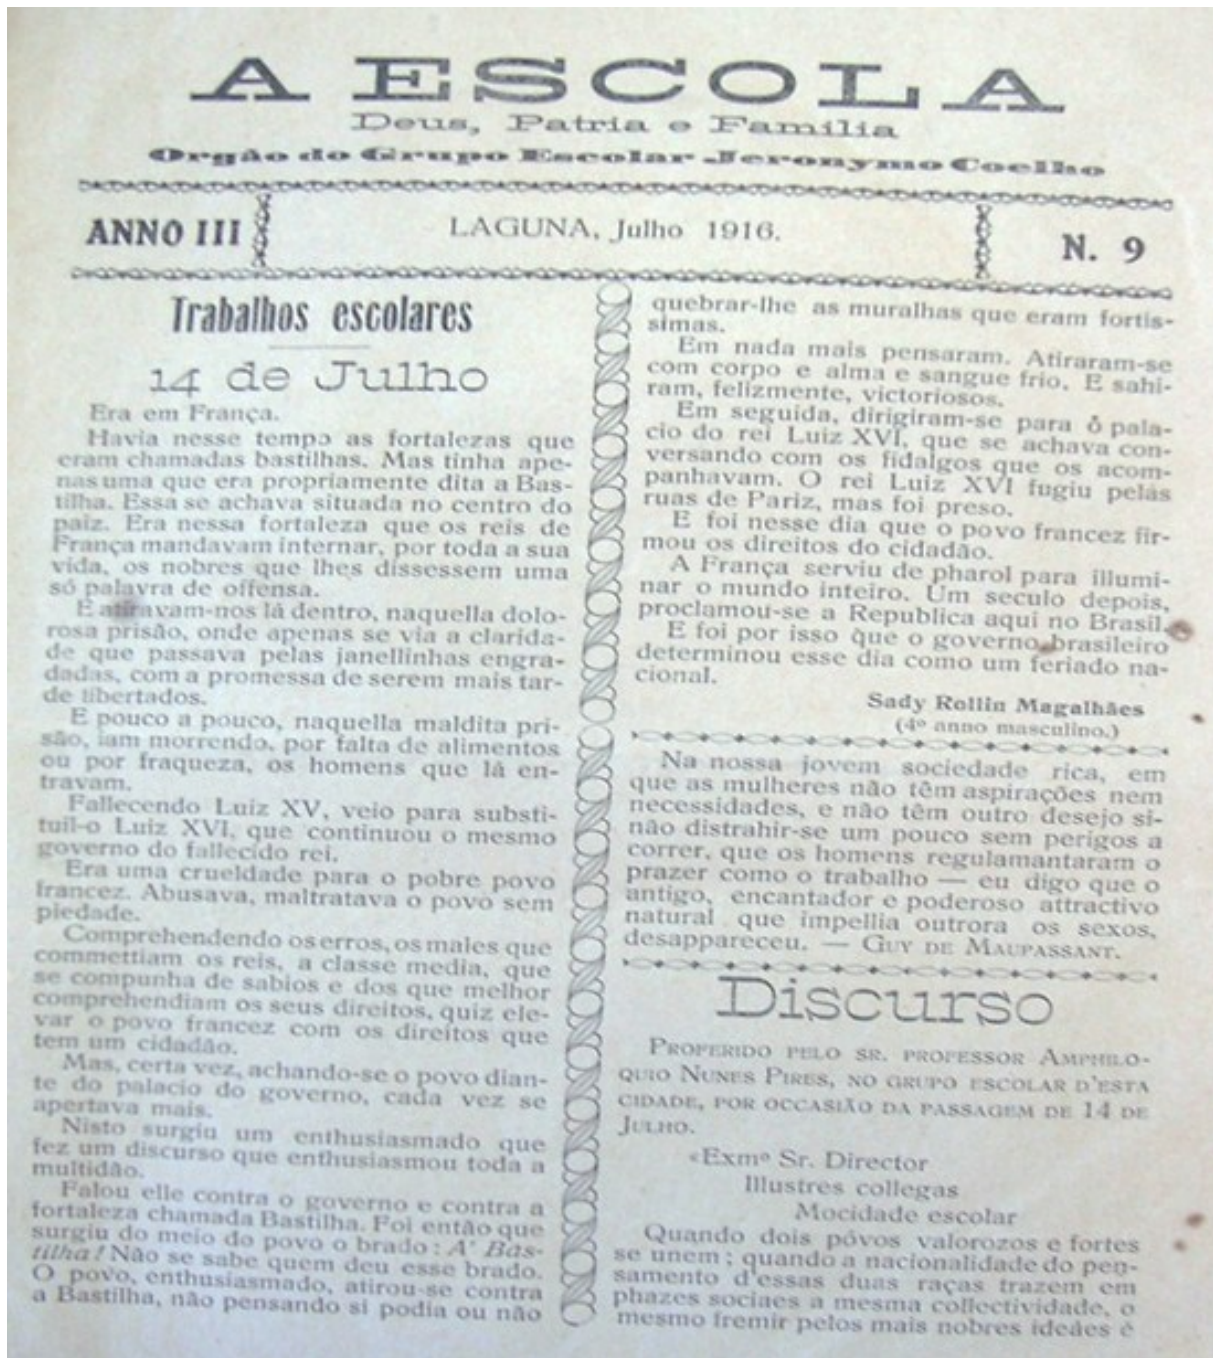 A ESCOLA
Deus, Patria e Familia
Orgão do Grupo Escolar Jeronymo Coelho
ANNO III
LAGUNA, Julho 1916.
N. 9
Trabalhos escolares
14 de Julho
Era em França.
Havia nesse tempo as fortalezas que
eram chamadas bastilhas. Mas tinha ape-
nas uma que era propriamente dita a Bas-
tilha. Essa se achava situada no centro do
paiz. Era nessa fortaleza que os reis de
França mandavam internar, por toda a sua
vida, os nobres que lhes dissessem uma
só palavra de offensa.
E atiravam-nos lá dentro, naquella dolo-
rosa prisão, onde apenas se via a clarida-
de que passava pelas janellinhas engra-
dadas, com a promessa de serem mais tar-
de libertados.
E pouco a pouco, naquella maldita pri-
são, iam morrendo, por falta de alimentos
ou por fraqueza, os homens que lá en-
travam.
Fallecendo Luiz XV, veio para substi-
tuil-o Luiz XVI, que continuou o mesmo
governo do fallecido rei.
Era uma crueldade para o pobre povo
francez. Abusava, maltratava o povo sem
piedade.
Comprehendendo os erros, os males que
commettiam os reis, a classe media, que
se compunha de sabios e dos que melhor
comprehendiam os seus direitos, quiz ele-
var o povo francez com os direitos que
tem um cidadão.
Mas, certa vez, achando-se o povo dian-
te do palacio do governo, cada vez se
apertava mais.
Nisto surgiu um enthusiasmado que
fez um discurso que enthusiasmou toda a
multidão.
Falou elle contra o governo e contra a
fortaleza chamada Bastilha. Foi então que
surgiu do meio do povo o brado: A' Bas-
tilha! Não se sabe quem deu esse brado.
O povo, enthusiasmado, atirou-se contra
a Bastilha, não pensando si podia ou não
quebrar-lhe as muralhas que eram fortis-
simas.
Em nada mais pensaram. Atiraram-se
com corpo e alma e sangue frio. E sahi-
ram, felizmente, victoriosos.
Em seguida, dirigiram-se para ô pala-
cio do rei Luiz XVI, que se achava con-
versando com os fidalgos que os acom-
panhavam. O rei Luiz XVI fugiu pelas
ruas de Pariz, mas foi preso.
E foi nesse dia que o povo francez fir-
mou os direitos do cidadão.
A França serviu de pharol para illumi-
nar o mundo inteiro. Um seculo depois,
proclamou-se a Republica aqui no Brasil.
E foi por isso que o governo brasileiro
determinou esse dia como um feriado na-
cional.
Sady Rollin Magalhães
(4º anno masculino.)
Na nossa jovem sociedade rica, em
que as mulheres não têm aspirações nem
necessidades, e não têm outro desejo si-
não distrahir-se um pouco sem perigos a
correr, que os homens regulamantaram o
prazer como o trabalho — eu digo que o
antigo, encantador e poderoso attractivo
natural que impellia outrora os sexos,
desappareceu. — GUY DE MAUPASSANT.
Discurso
PROFERIDO PELO SR. PROFESSOR AMPHILO-
QUIO NUNES PIRES, NO GRUPO ESCOLAR D'ESTA
CIDADE, POR OCCASIÃO DA PASSAGEM DE 14 DE
JULHO.
«Exmº Sr. Director
Illustres collegas
Mocidade escolar
Quando dois póvos valorozos e fortes
se unem; quando a nacionalidade do pen-
samento d'essas duas raças trazem em
phazes sociaes a mesma collectividade, o
mesmo fremir pelos mais nobres ideáes é